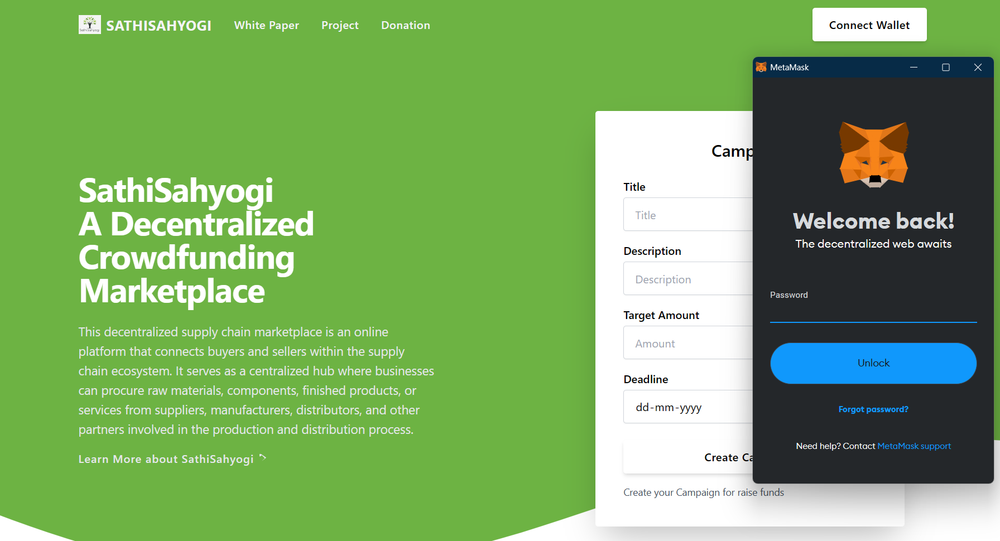 SathiSahyogi
SATHISAHYOGI
White Paper
Project
Donation
Connect Wallet
SathiSahyogi
A Decentralized
Crowdfunding
Marketplace
This decentralized supply chain marketplace is an online
platform that connects buyers and sellers within the supply
chain ecosystem. It serves as a centralized hub where businesses
can procure raw materials, components, finished products, or
services from suppliers, manufacturers, distributors, and other
partners involved in the production and distribution process.
Learn More about SathiSahyogi
Camp
Title
Title
Description
Description
Target Amount
Amount
Deadline
dd-mm-yyyy
Create Ca
Create your Campaign for raise funds
MetaMask
Welcome back!
The decentralized web awaits
Password
Unlock
Forgot password?
Need help? Contact MetaMask support